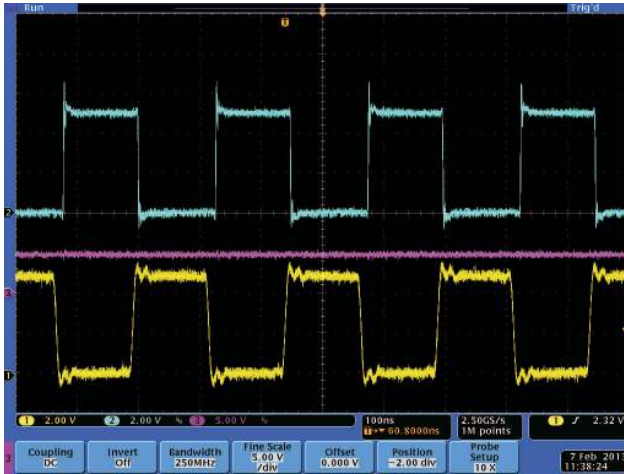 Run Trig'd
T
2
3
1
1 2.00 V 2 2.00 V 3 5.00 V
100ns 2.50GS/s 1 2.32 V
T→▼ 60.8000ns 1M points
3
Coupling DC
Invert Off
Bandwidth 250MHz
Fine Scale 5.00 V /div
Offset 0.000 V
Position -2.00 div
Probe Setup 10 X
7 Feb 2013
11:38:24